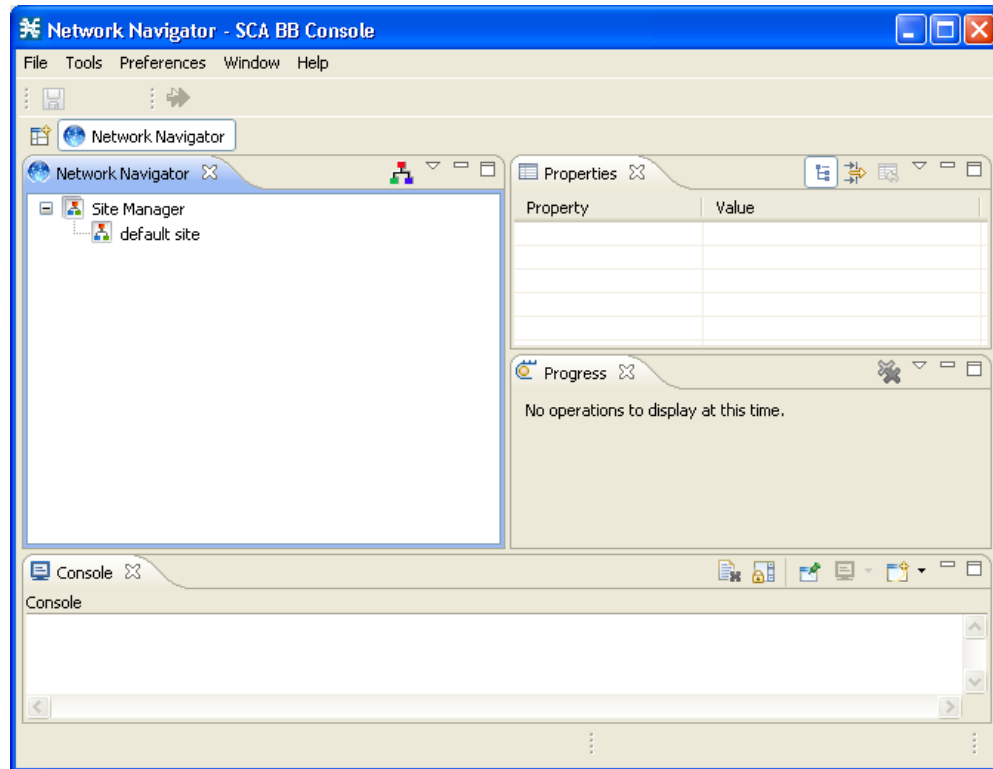 Network Navigator - SCA BB Console
File Tools Preferences Window Help
Network Navigator
Network Navigator
Site Manager
default site
Properties
Property Value
Progress
No operations to display at this time.
Console
Console